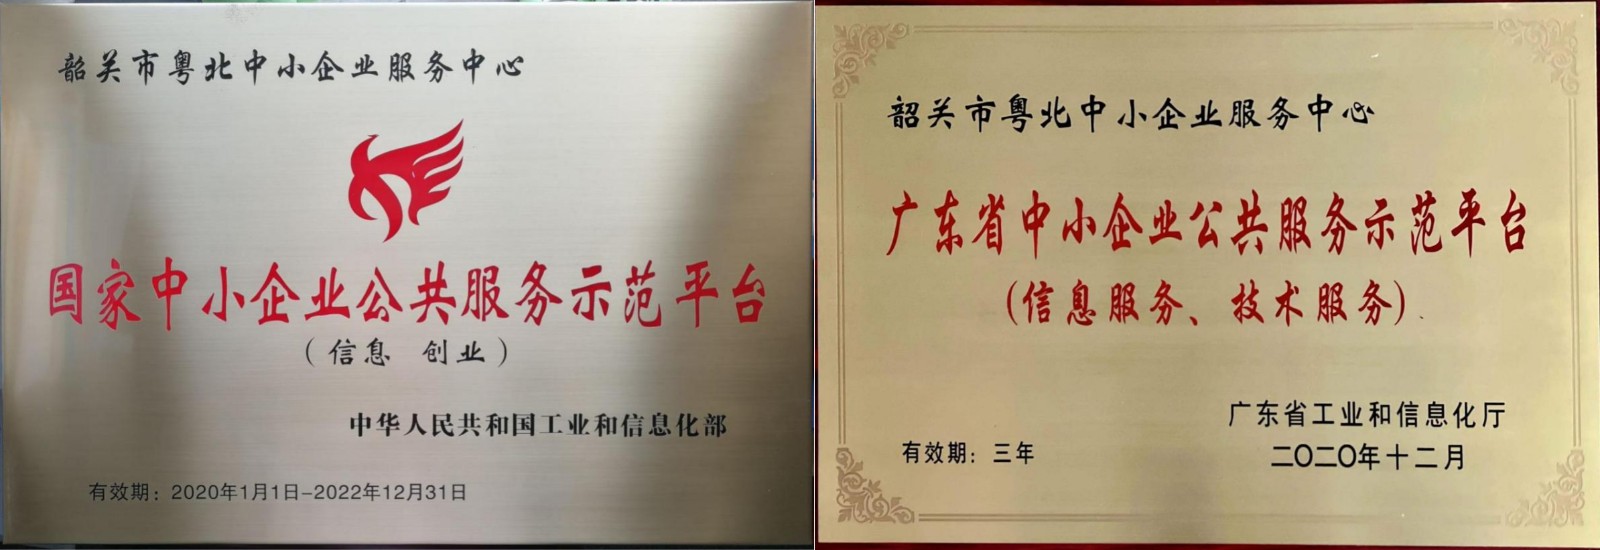 韶关市粤北中小企业服务中心
国家中小企业公共服务示范平台
（信息 创业）
中华人民共和国工业和信息化部
有效期：2020年1月1日-2022年12月31日
韶关市粤北中小企业服务中心
广东省中小企业公共服务示范平台
(信息服务、技术服务)
广东省工业和信息化厅
有效期：三年
二〇二〇年十二月